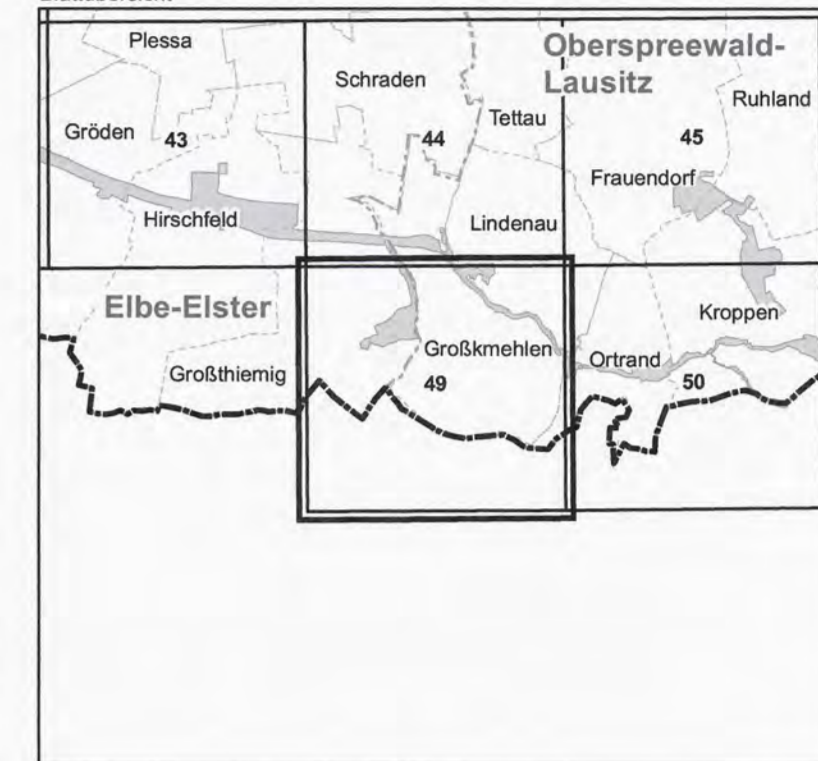 Plessa
Oberspreewald-
Lausitz
Schraden
Ruhland
Tettau
Gröden
43
44
45
Frauendorf
Hirschfeld
Lindenau
Elbe-Elster
Kroppen
Großkmehlen
Ortrand
Großthiemig
49
50